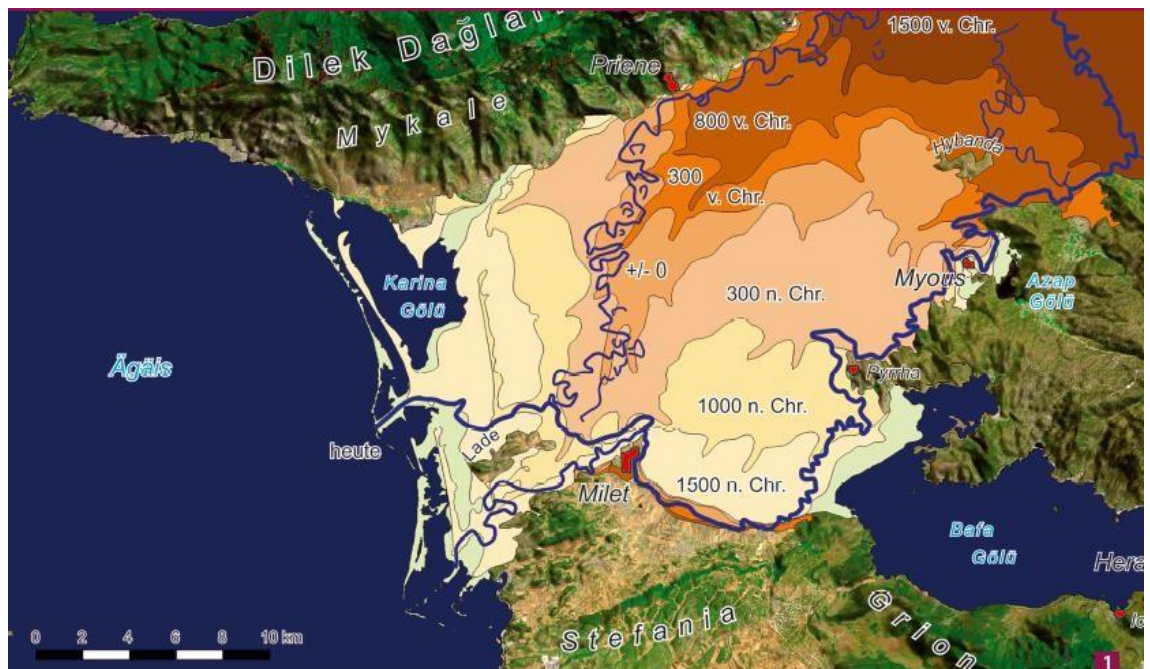 1500 v. Chr.
Dilek Dağla
Priene
Mykale
800 v. Chr.
Hybanda
300
v. Chr.
+/- 0
Karina
Gölü
300 n. Chr.
Myous
Azap
Gölü
Ägäis
Pyrrha
1000 n. Chr.
heute
Lade
1500 n. Chr.
Milet
Bafa
Gölü
Hera
Stefania
Grion
0 2 4 6 8 10 km
1